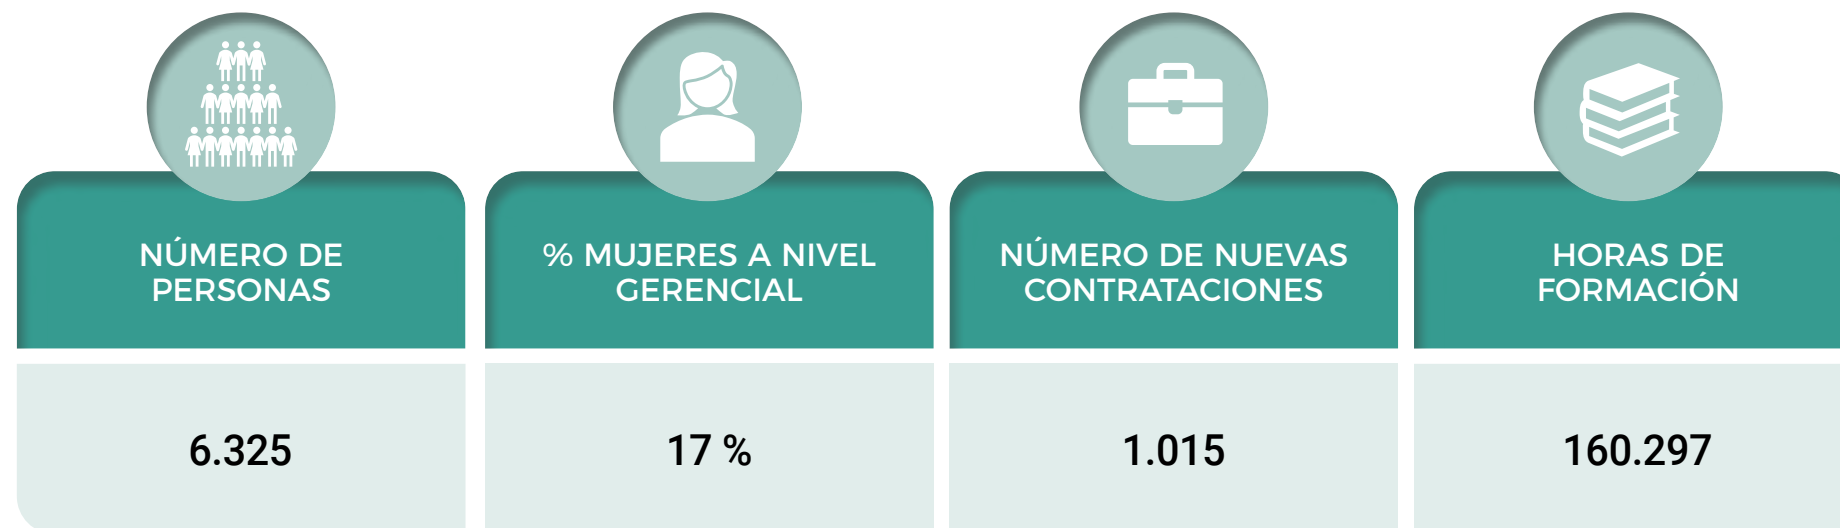 NÚMERO DE
PERSONAS
% MUJERES A NIVEL
GERENCIAL
NÚMERO DE NUEVAS
CONTRATACIONES
HORAS DE
FORMACIÓN
6.325
17 %
1.015
160.297